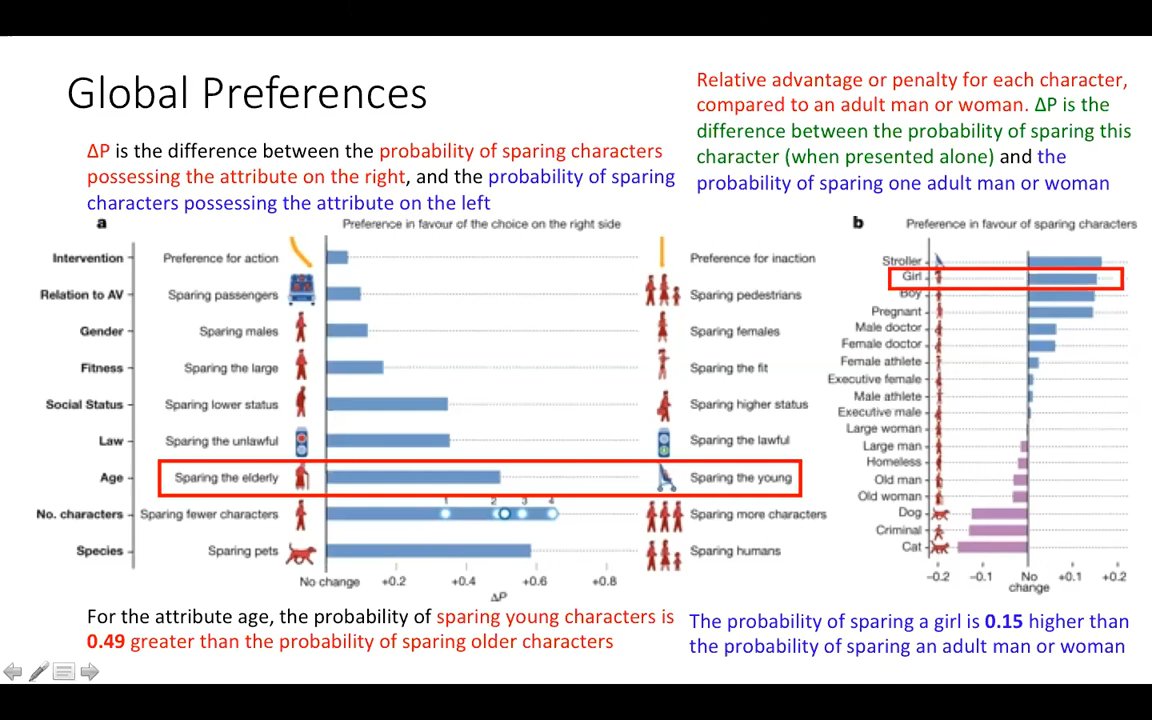 Global Preferences
ΔP is the difference between the probability of sparing characters
possessing the attribute on the right, and the probability of sparing
characters possessing the attribute on the left
Relative advantage or penalty for each character,
compared to an adult man or woman. ΔP is the
difference between the probability of sparing this
character (when presented alone) and the
probability of sparing one adult man or woman
a Preference in favour of the choice on the right side
Intervention Preference for action Preference for inaction
Relation to AV Sparing passengers Sparing pedestrians
Gender Sparing males Sparing females
Fitness Sparing the large Sparing the fit
Social Status Sparing lower status Sparing higher status
Law Sparing the unlawful Sparing the lawful
Age Sparing the elderly Sparing the young
1 2 3 4
No. characters Sparing fewer characters Sparing more characters
Species Sparing pets Sparing humans
No change +0.2 +0.4 +0.6 +0.8
ΔP
b Preference in favour of sparing characters
Stroller
Girl
Boy
Pregnant
Male doctor
Female doctor
Female athlete
Executive female
Male athlete
Executive male
Large woman
Large man
Homeless
Old man
Old woman
Dog
Criminal
Cat
−0.2 −0.1 No +0.1 +0.2
change
For the attribute age, the probability of sparing young characters is
0.49 greater than the probability of sparing older characters
The probability of sparing a girl is 0.15 higher than
the probability of sparing an adult man or woman